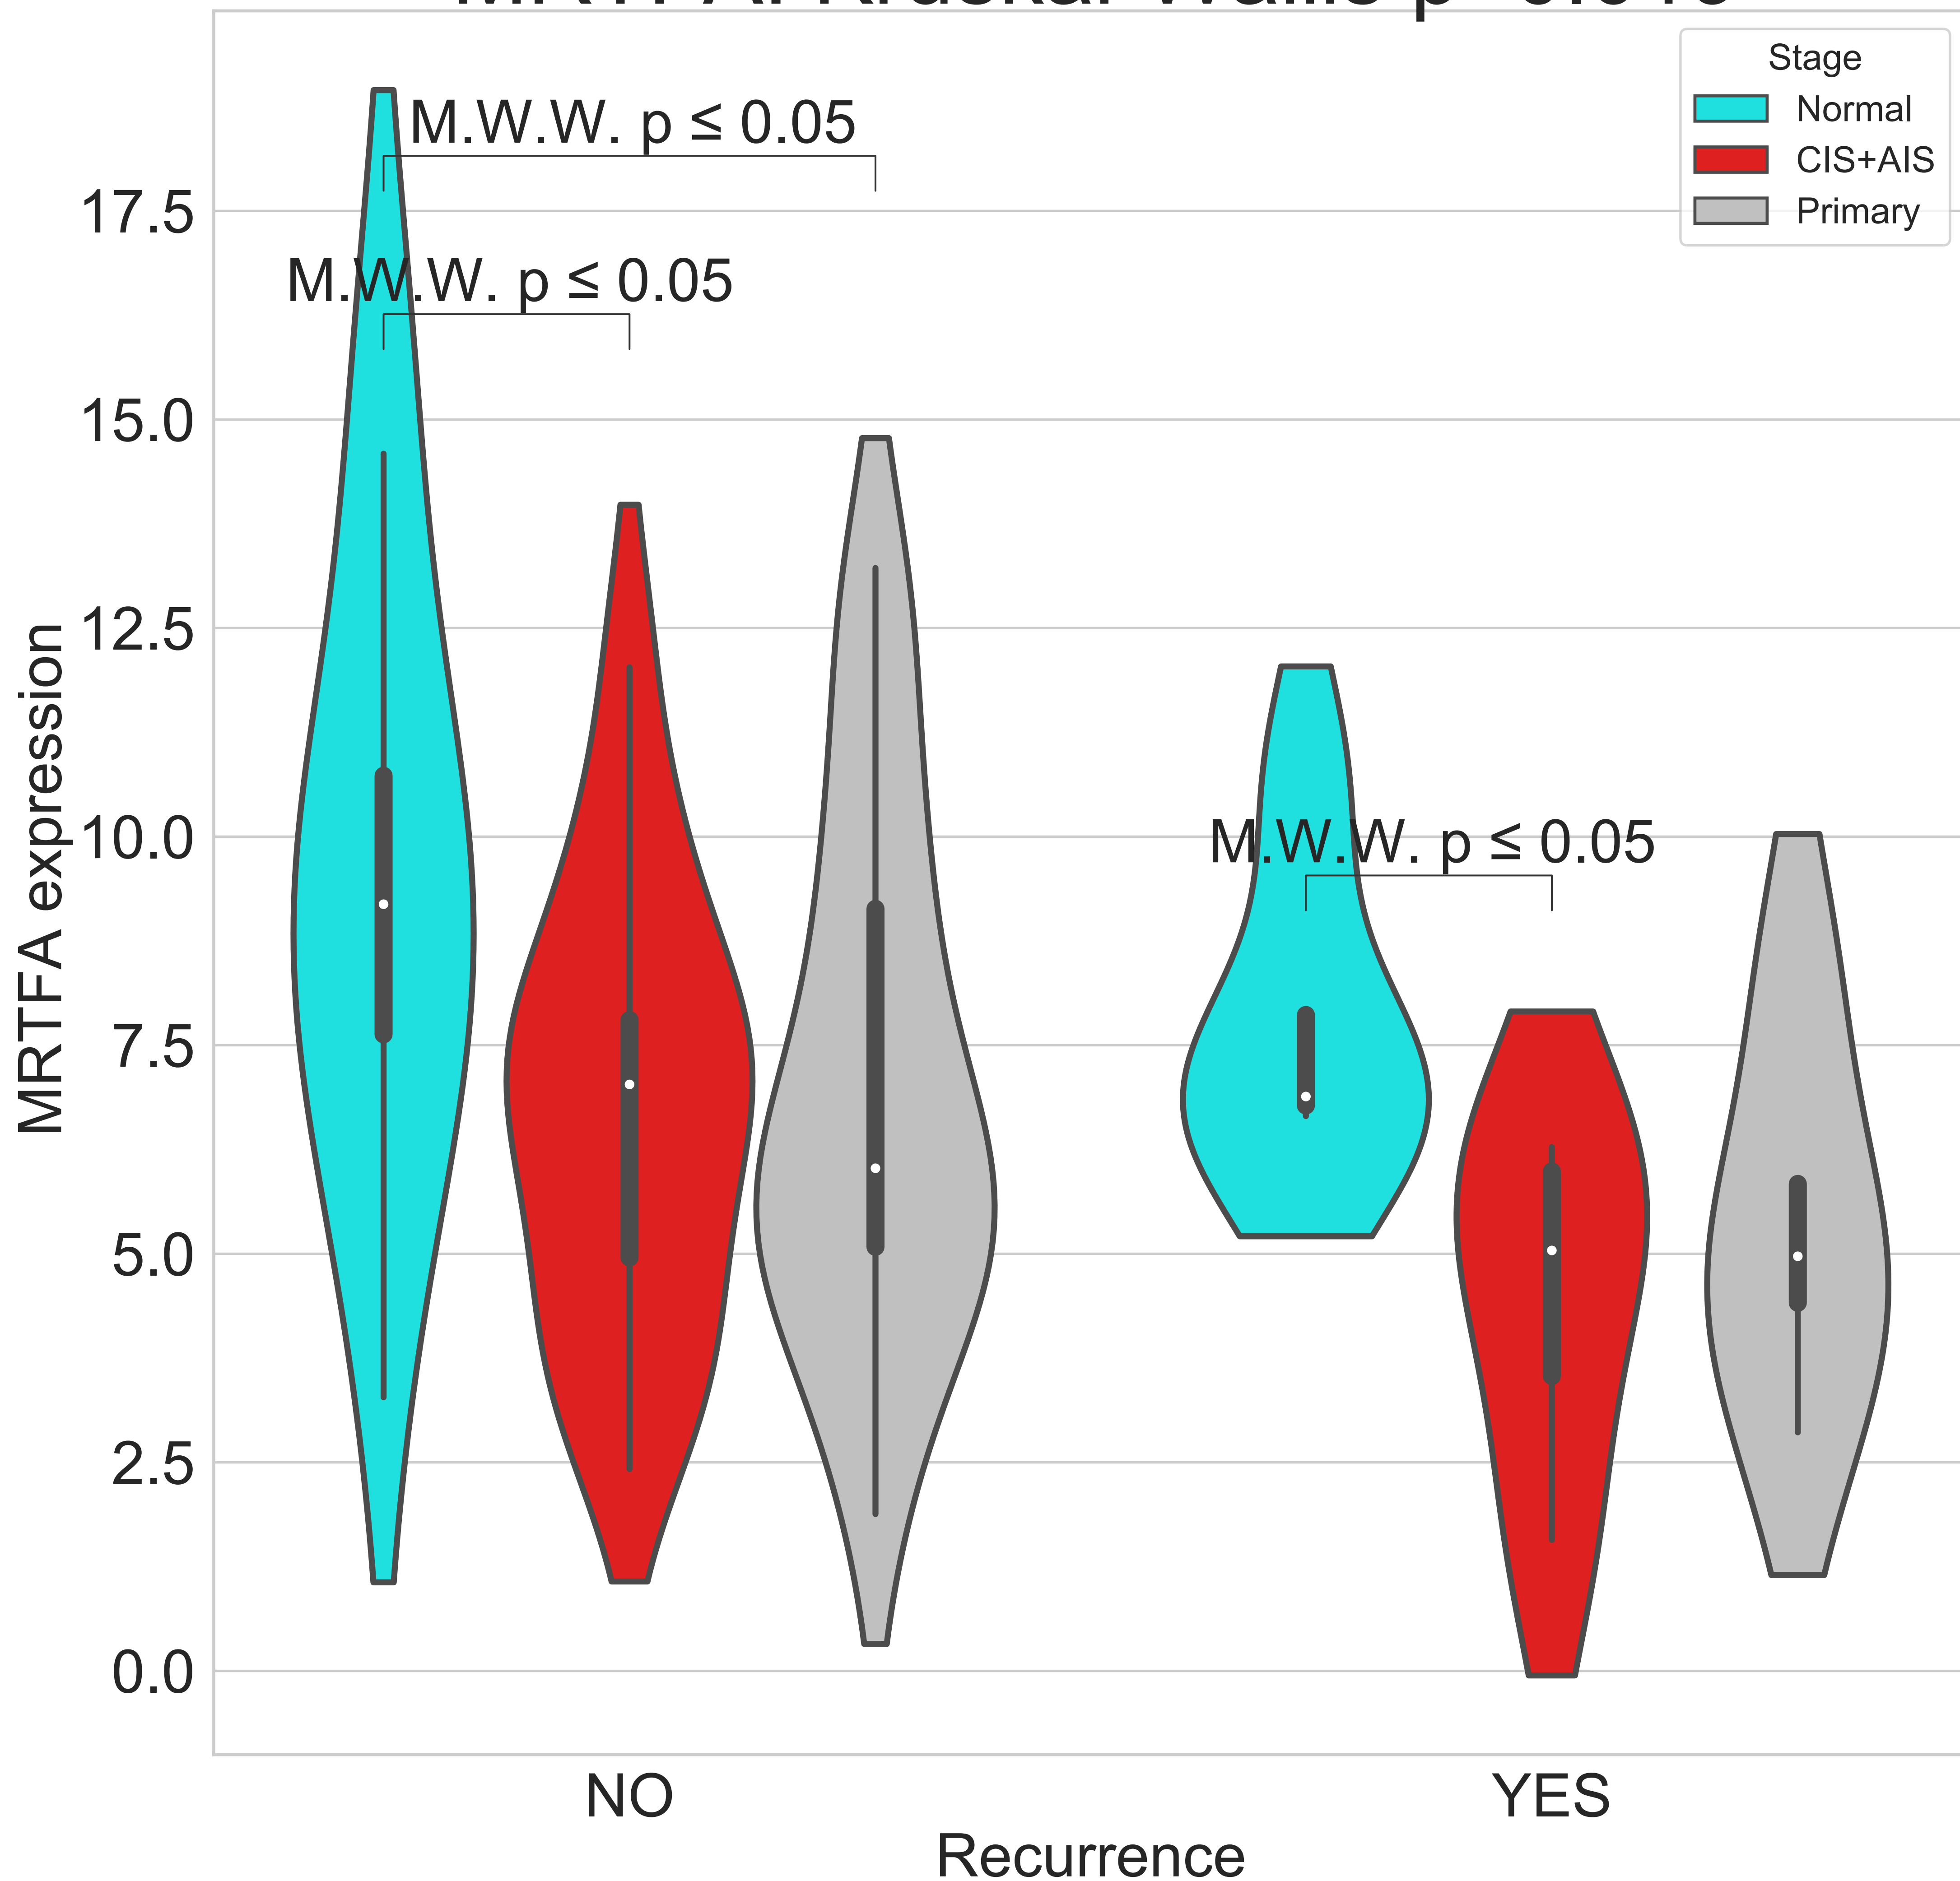 Stage
Normal
CIS+AIS
Primary
M.W.W. p ≤ 0.05
M.W.W. p ≤ 0.05
M.W.W. p ≤ 0.05
17.5
15.0
12.5
10.0
7.5
5.0
2.5
0.0
MRTFA expression
NO
YES
Recurrence